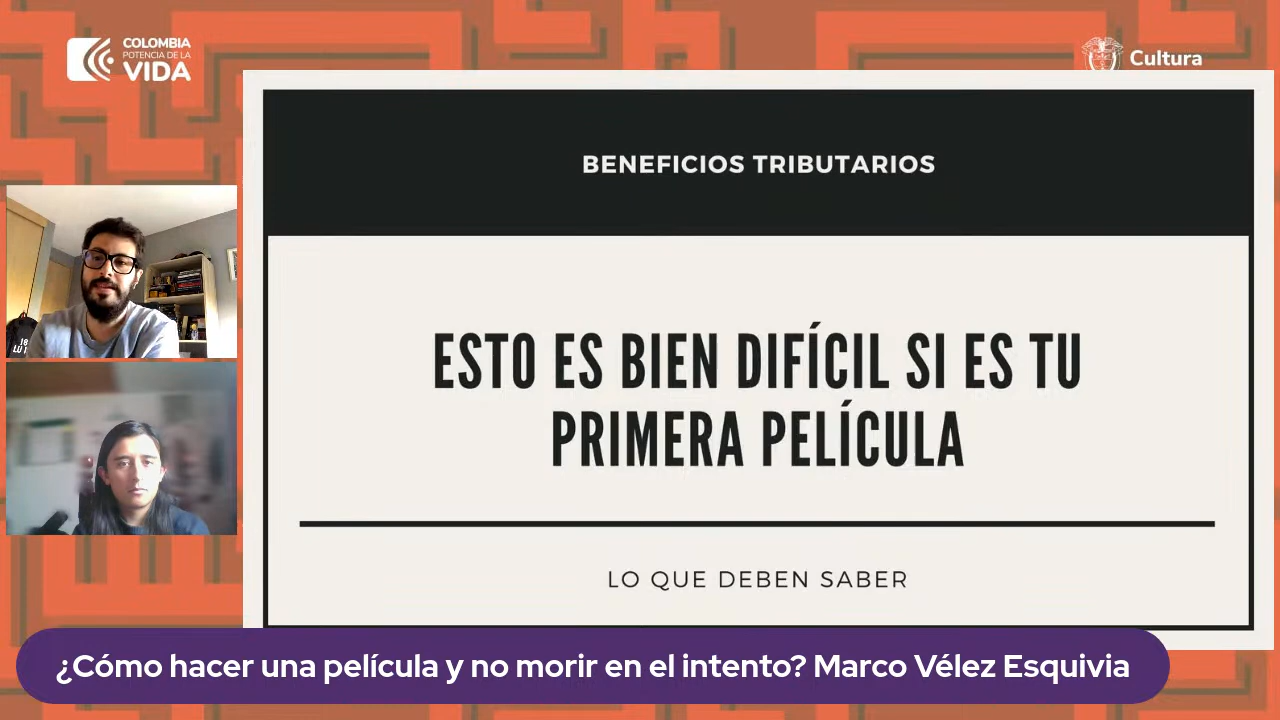 COLOMBIA
POTENCIA DE LA
VIDA
Cultura
BENEFICIOS TRIBUTARIOS
ESTO ES BIEN DIFÍCIL SI ES TU
PRIMERA PELÍCULA
LO QUE DEBEN SABER
¿Cómo hacer una película y no morir en el intento? Marco Vélez Esquivia